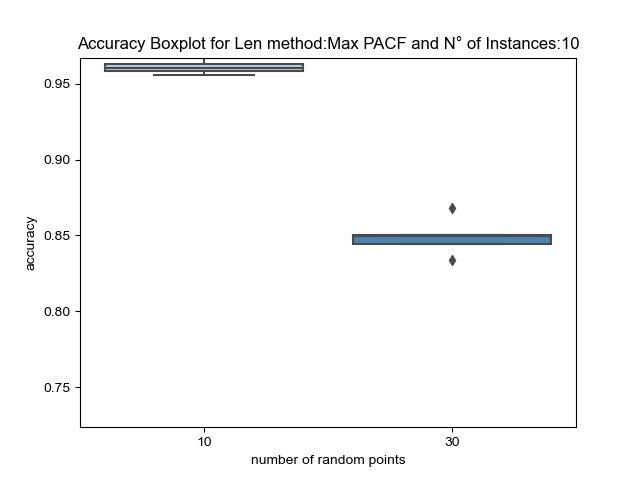 Accuracy Boxplot for Len method:Max PACF and N° of Instances:10
0.95
0.90
0.85
0.80
0.75
accuracy
10
30
number of random points